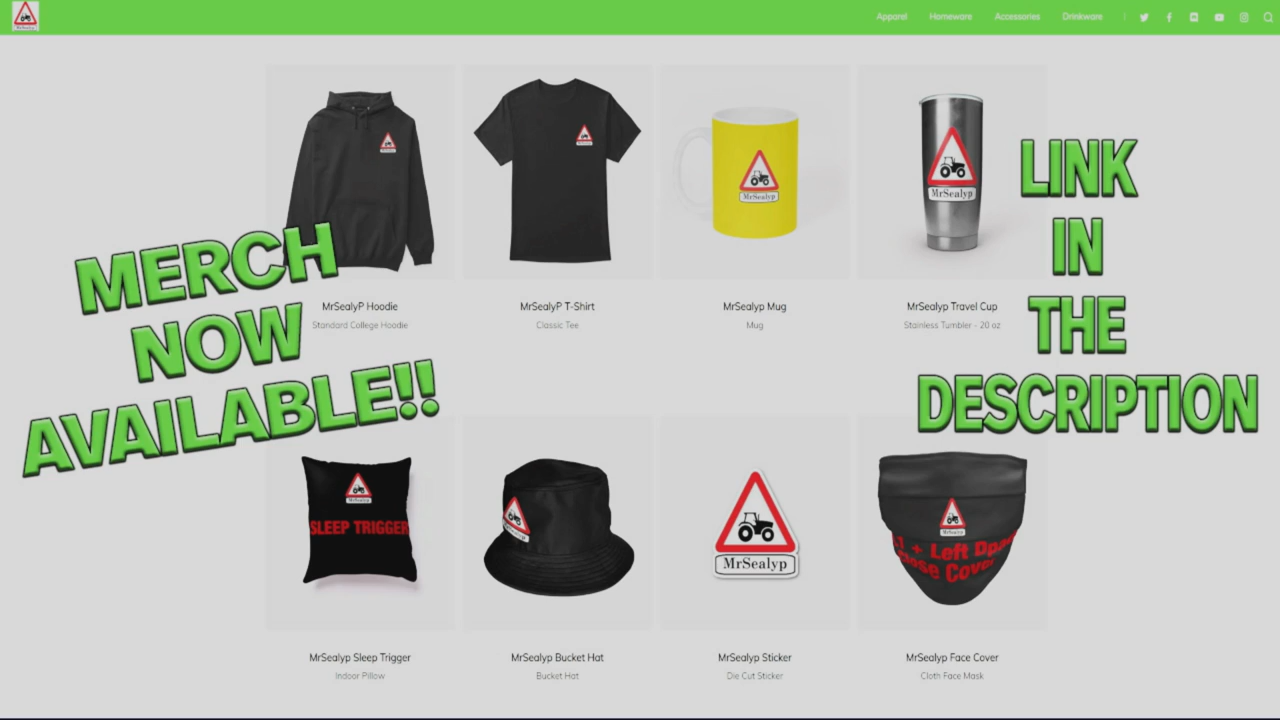 Apparel Homeware Accessories Drinkware
MERCH
NOW
AVAILABLE!!
LINK
IN
THE
DESCRIPTION
MrSealyp
MrSealyp
MrSealyP Hoodie
Standard College Hoodie
MrSealyP T-Shirt
Classic Tee
MrSealyp Mug
Mug
MrSealyp Travel Cup
Stainless Tumbler - 20 oz
SLEEP TRIGGER
MrSealyp
+ Left
Cover
MrSealyp Sleep Trigger
Indoor Pillow
MrSealyp Bucket Hat
Bucket Hat
MrSealyp Sticker
Die Cut Sticker
MrSealyp Face Cover
Cloth Face Mask